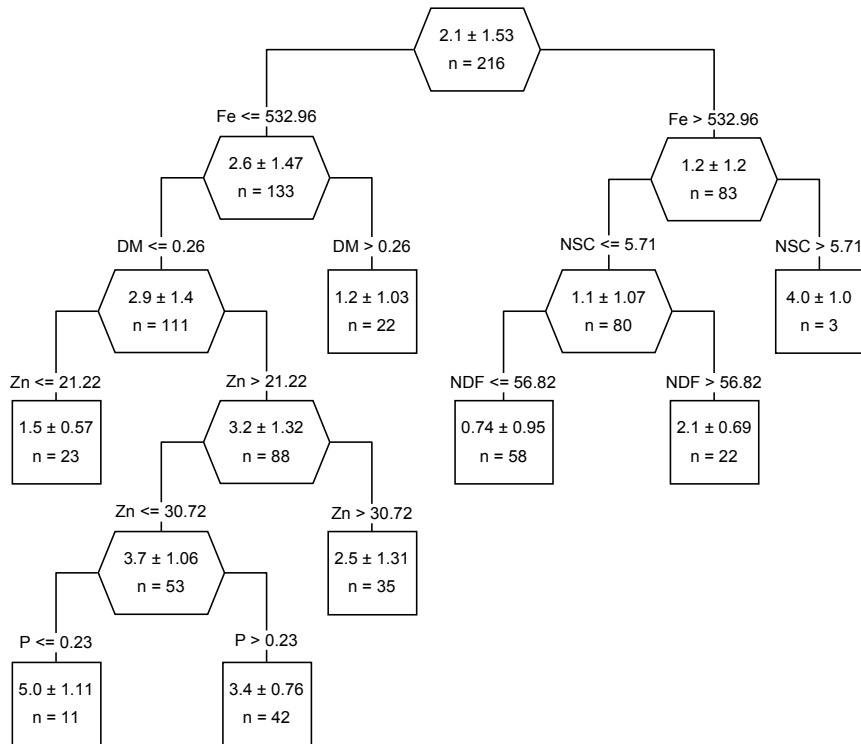 2.1 ± 1.53
n = 216
Fe <= 532.96
Fe > 532.96
2.6 ± 1.47
n = 133
1.2 ± 1.2
n = 83
DM <= 0.26
DM > 0.26
NSC <= 5.71
NSC > 5.71
2.9 ± 1.4
n = 111
1.2 ± 1.03
n = 22
1.1 ± 1.07
n = 80
4.0 ± 1.0
n = 3
Zn <= 21.22
Zn > 21.22
NDF <= 56.82
NDF > 56.82
1.5 ± 0.57
n = 23
3.2 ± 1.32
n = 88
0.74 ± 0.95
n = 58
2.1 ± 0.69
n = 22
Zn <= 30.72
Zn > 30.72
3.7 ± 1.06
n = 53
2.5 ± 1.31
n = 35
P <= 0.23
P > 0.23
5.0 ± 1.11
n = 11
3.4 ± 0.76
n = 42